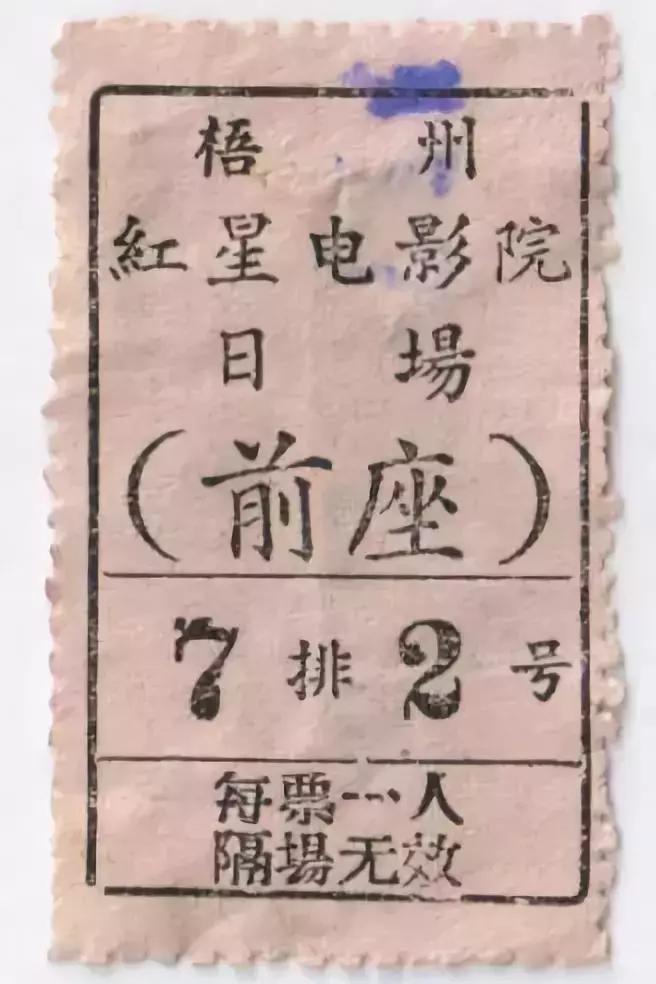 梧州
紅星电影院
日場
（前座）
7排2号
每票一人
隔場无效